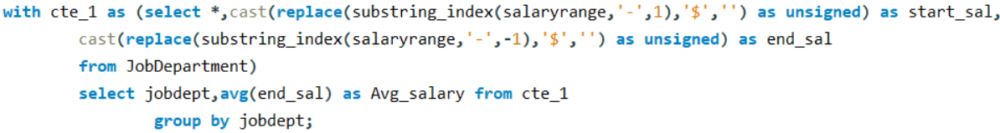 with cte_1 as (select *,cast(replace(substring_index(salaryrange,'-',1),'$','') as unsigned) as start_sal,
cast(replace(substring_index(salaryrange,'-',-1),'$','') as unsigned) as end_sal
from JobDepartment)
select jobdept,avg(end_sal) as Avg_salary from cte_1
group by jobdept;